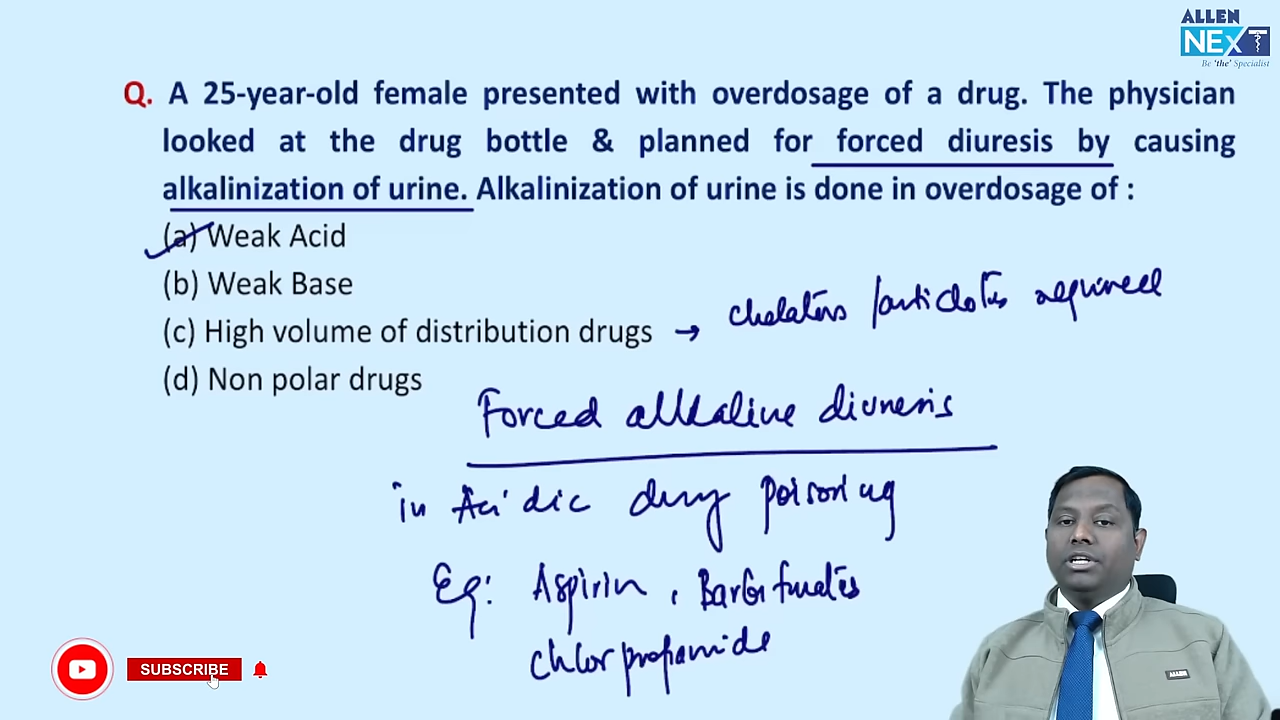 ALLEN
NEXT
Be 'the' Specialist
Q. A 25-year-old female presented with overdosage of a drug. The physician
looked at the drug bottle & planned for forced diuresis by causing
alkalinization of urine. Alkalinization of urine is done in overdosage of :
(a) Weak Acid
(b) Weak Base
(c) High volume of distribution drugs → chelators / antidotes required
(d) Non polar drugs
Forced alkaline diuresis
in Acidic drug poisoning
Eg: Aspirin, Barbiturates
chlorpropamide
ALLEN
SUBSCRIBE